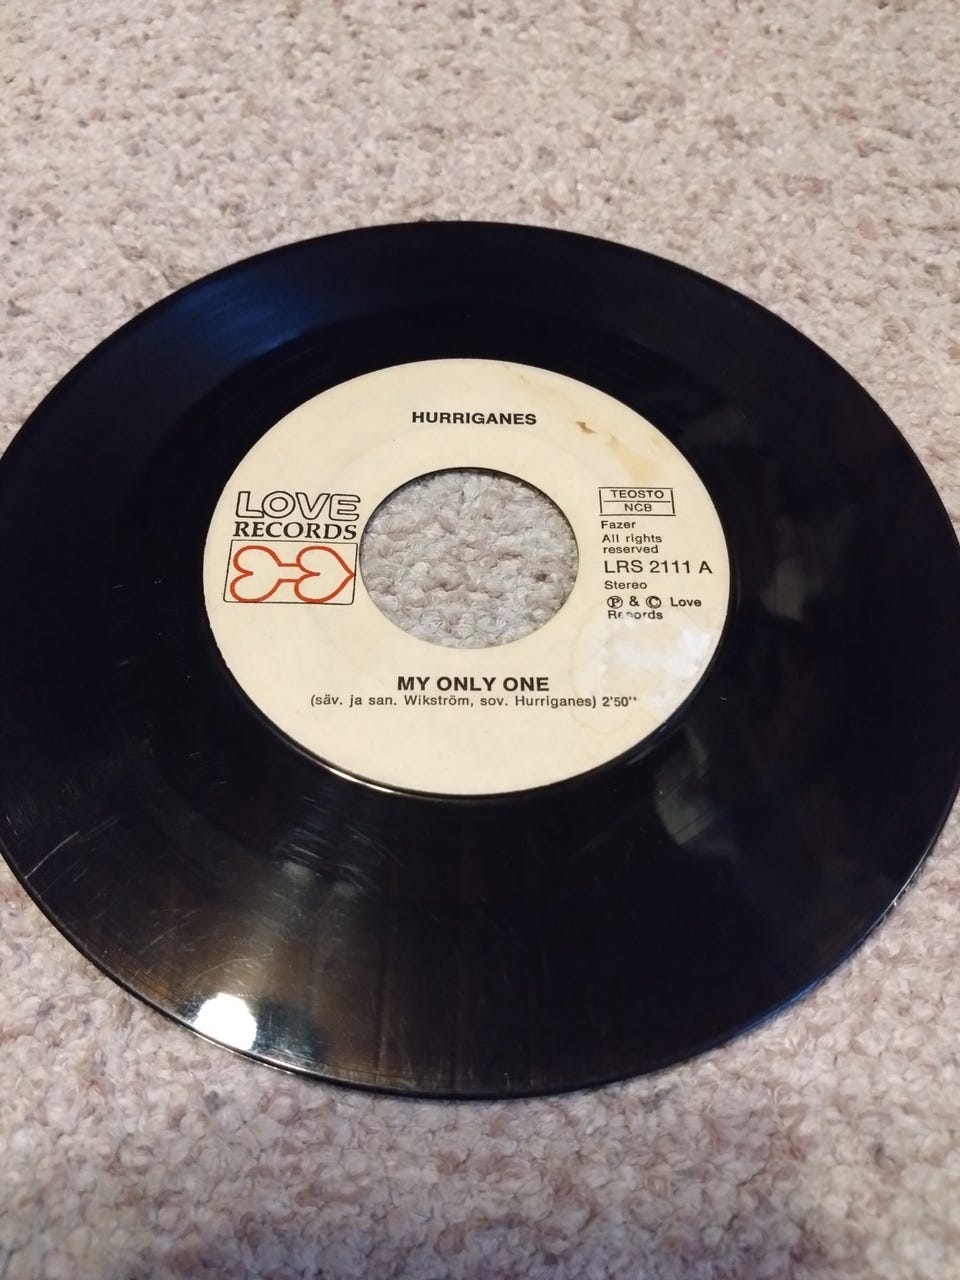 HURRIGANES
LOVE
RECORDS
TEOSTO
NCB
Fazer
All rights
reserved
LRS 2111 A
Stereo
Ⓟ & © Love
Records
MY ONLY ONE
(säv. ja san. Wikström, sov. Hurriganes) 2'50''